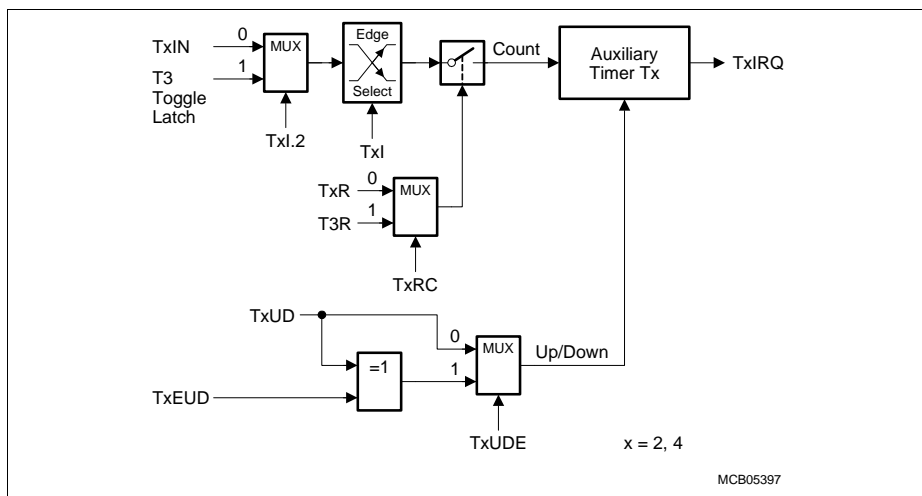 TxIN
0
MUX
T3
Toggle
Latch
1
TxI.2
Edge
Select
TxI
Count
Auxiliary
Timer Tx
TxIRQ
TxR
0
MUX
T3R
1
TxRC
TxUD
0
MUX
Up/Down
=1
1
TxEUD
TxUDE
x = 2, 4
MCB05397